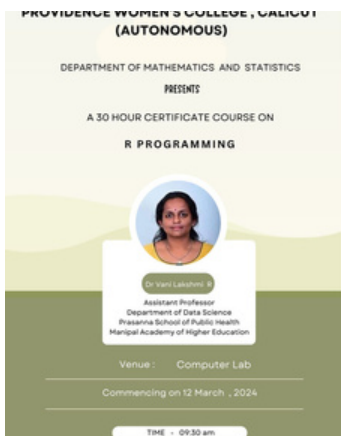 PROVIDENCE WOMEN'S COLLEGE , CALICUT
(AUTONOMOUS)
DEPARTMENT OF MATHEMATICS AND STATISTICS
PRESENTS
A 30 HOUR CERTIFICATE COURSE ON
R PROGRAMMING
Dr Vani Lakshmi R
Assistant Professor
Department of Data Science
Prasanna School of Public Health
Manipal Academy of Higher Education
Venue : Computer Lab
Commencing on 12 March , 2024
TIME - 09:30 am